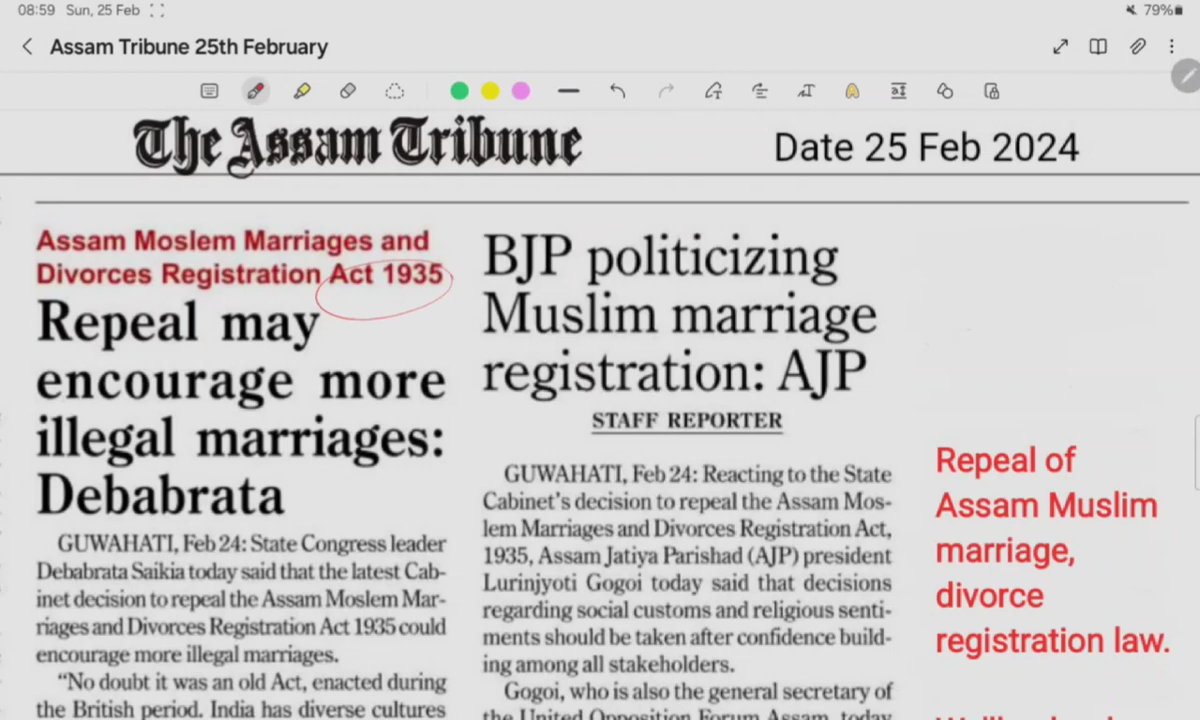 08:59 Sun, 25 Feb
79%
Assam Tribune 25th February
The Assam Tribune
Date 25 Feb 2024
Assam Moslem Marriages and
Divorces Registration Act 1935
Repeal may
encourage more
illegal marriages:
Debabrata
GUWAHATI, Feb 24: State Congress leader
Debabrata Saikia today said that the latest Cab-
inet decision to repeal the Assam Moslem Mar-
riages and Divorces Registration Act 1935 could
encourage more illegal marriages.
“No doubt it was an old Act, enacted during
the British period. India has diverse cultures
BJP politicizing
Muslim marriage
registration: AJP
STAFF REPORTER
GUWAHATI, Feb 24: Reacting to the State
Cabinet’s decision to repeal the Assam Mos-
lem Marriages and Divorces Registration Act,
1935, Assam Jatiya Parishad (AJP) president
Lurinjyoti Gogoi today said that decisions
regarding social customs and religious senti-
ments should be taken after confidence build-
ing among all stakeholders.
Gogoi, who is also the general secretary of
the United Opposition Forum Assam, today
Repeal of
Assam Muslim
marriage,
divorce
registration law.